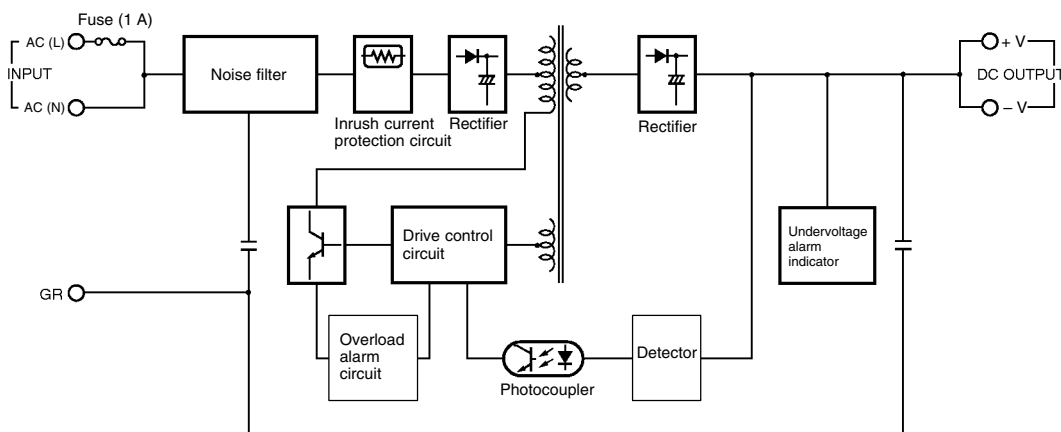 Fuse (1 A)
AC (L)
INPUT
AC (N)
Noise filter
Inrush current
protection circuit
Rectifier
Rectifier
+ V
DC OUTPUT
– V
Drive control
circuit
Undervoltage
alarm
indicator
GR
Overload
alarm
circuit
Photocoupler
Detector